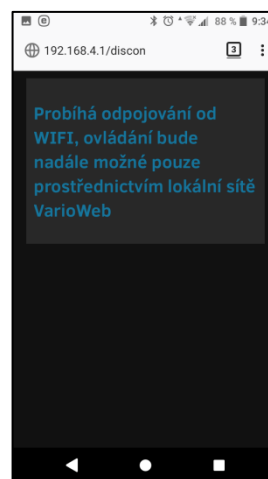 88 % 9:34
192.168.4.1/discon 3
Probíhá odpojování od
WIFI, ovládání bude
nadále možné pouze
prostřednictvím lokální sítě
VarioWeb